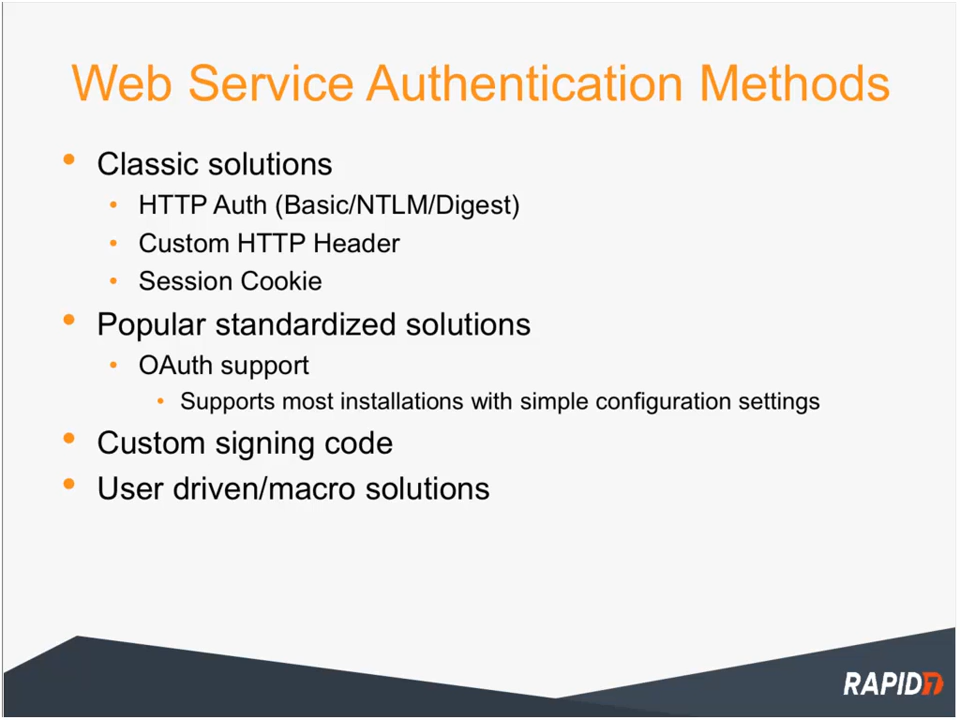 Web Service Authentication Methods
• Classic solutions
• HTTP Auth (Basic/NTLM/Digest)
• Custom HTTP Header
• Session Cookie
• Popular standardized solutions
• OAuth support
• Supports most installations with simple configuration settings
• Custom signing code
• User driven/macro solutions
RAPID7